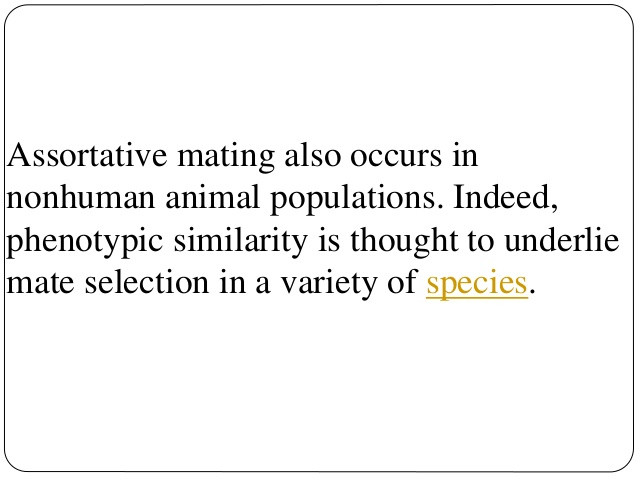 Assortative mating also occurs in
nonhuman animal populations. Indeed,
phenotypic similarity is thought to underlie
mate selection in a variety of species.